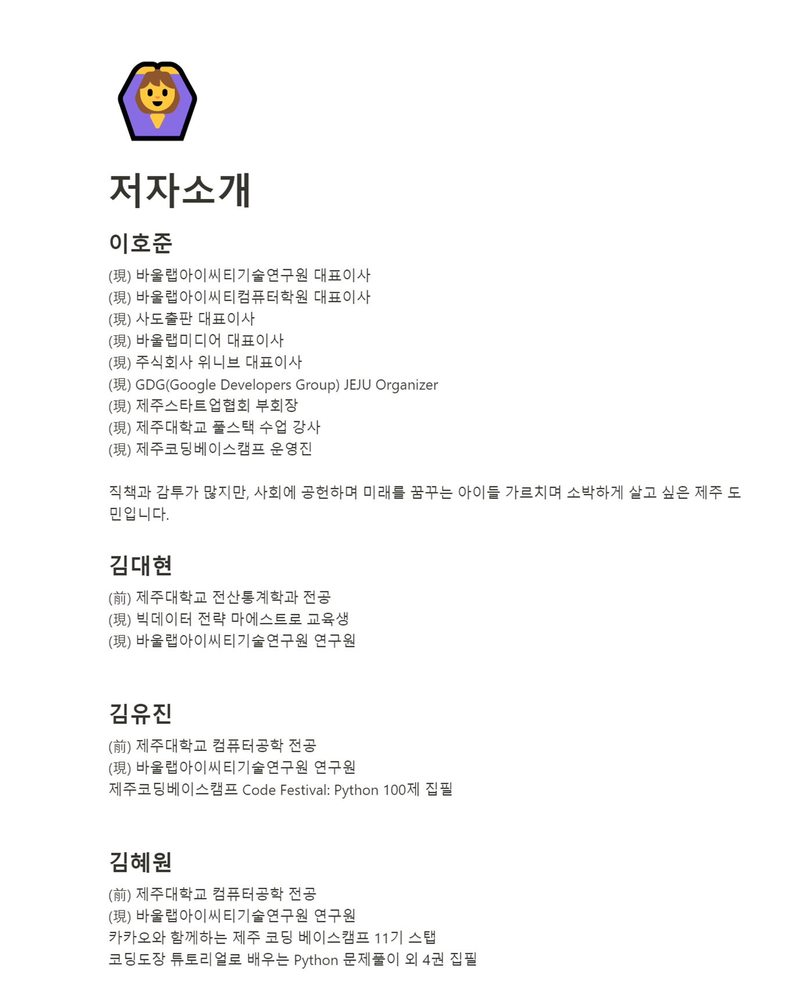 저자소개
이호준
(現) 바울랩아이씨티기술연구원 대표이사
(現) 바울랩아이씨티컴퓨터학원 대표이사
(現) 사도출판 대표이사
(現) 바울랩미디어 대표이사
(現) 주식회사 위니브 대표이사
(現) GDG(Google Developers Group) JEJU Organizer
(現) 제주스타트업협회 부회장
(現) 제주대학교 풀스택 수업 강사
(現) 제주코딩베이스캠프 운영진
직책과 감투가 많지만, 사회에 공헌하며 미래를 꿈꾸는 아이들 가르치며 소박하게 살고 싶은 제주 도
민입니다.
김대현
(前) 제주대학교 전산통계학과 전공
(現) 빅데이터 전략 마에스트로 교육생
(現) 바울랩아이씨티기술연구원 연구원
김유진
(前) 제주대학교 컴퓨터공학 전공
(現) 바울랩아이씨티기술연구원 연구원
제주코딩베이스캠프 Code Festival: Python 100제 집필
김혜원
(前) 제주대학교 컴퓨터공학 전공
(現) 바울랩아이씨티기술연구원 연구원
카카오와 함께하는 제주 코딩 베이스캠프 11기 스탭
코딩도장 튜토리얼로 배우는 Python 문제풀이 외 4권 집필